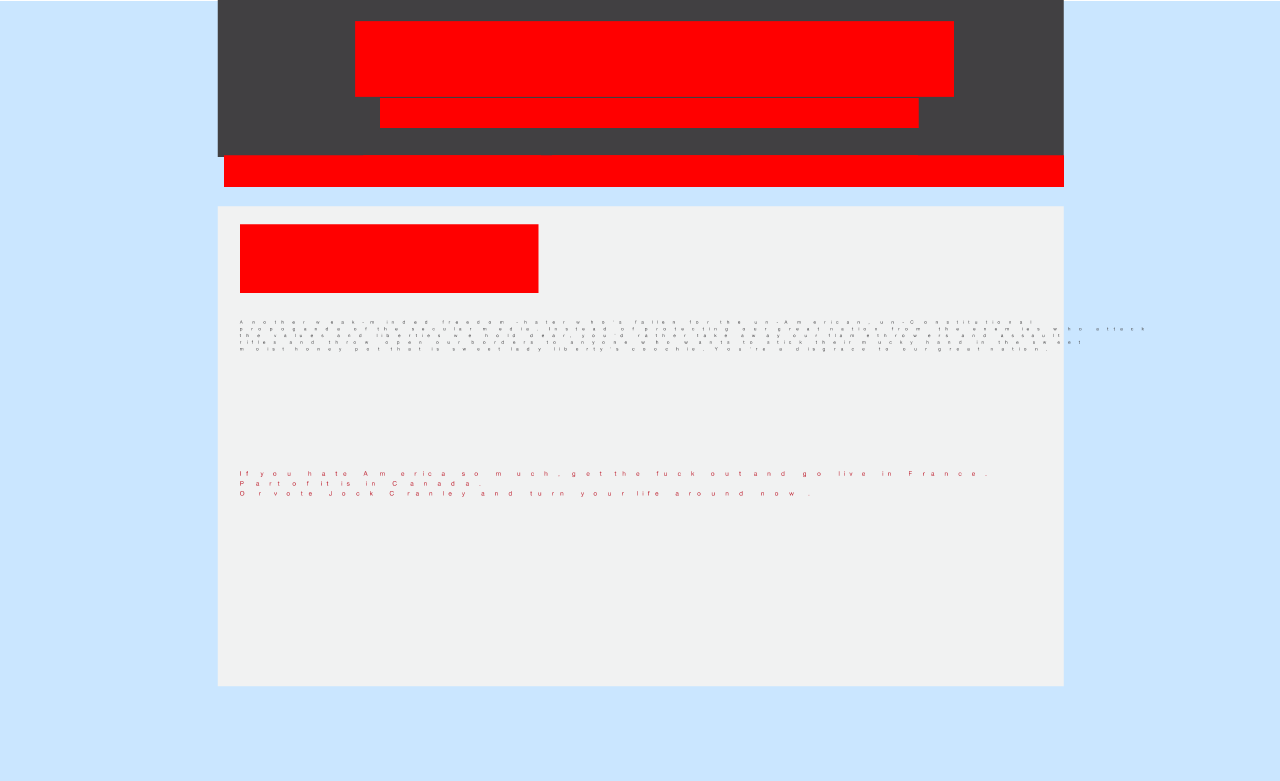 Another weak-minded freedom-hater who's fallen for the un-American, un-Constitutional
propoganda of the secular media. Instead of protecting our great nation from the enemies who attack
the values and liberties we hold dear, you'd rather take away our flamethrowers and assault
rifles and throw open our borders to anyone who wants to stick their mucky hand in the sweet
moist honey pot that is sweet lady liberty's coochie. You're a disgrace to our great nation.
If you hate America so much, get the fuck out and go live in France.
Part of it is in Canada.
Or vote Jock Cranley and turn your life around now.